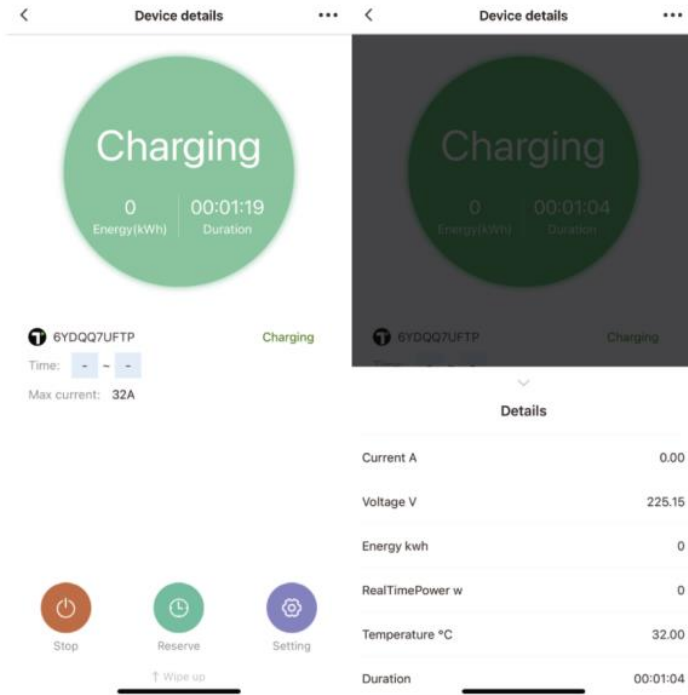 Device details
Charging
0
00:01:19
Energy(kWh)
Duration
6YDQQ7UFTP
Charging
Time: - ~ -
Max current: 32A
Stop
Reserve
Setting
↑ Wipe up
Device details
Charging
0
00:01:04
Energy(kWh)
Duration
6YDQQ7UFTP
Charging
Time: - ~ -
Details
Current A 0.00
Voltage V 225.15
Energy kwh 0
RealTimePower w 0
Temperature °C 32.00
Duration 00:01:04